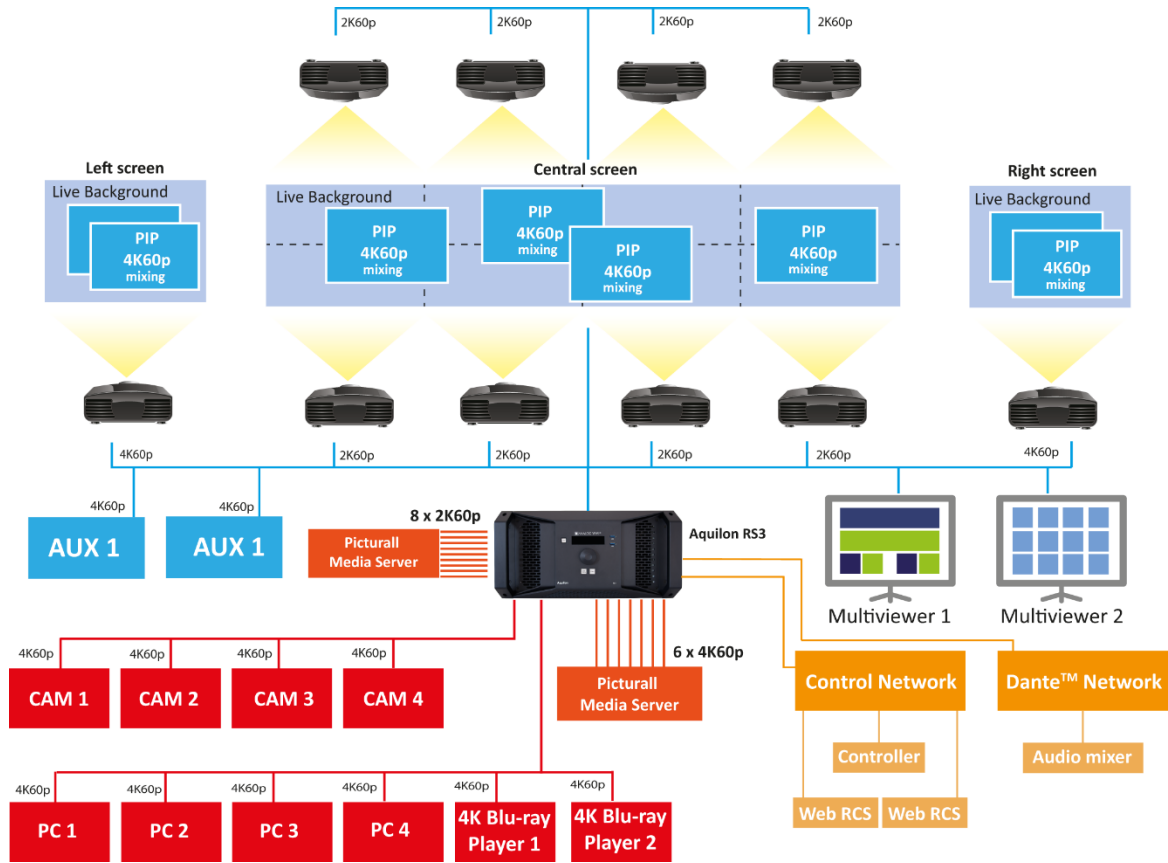 2K60p 2K60p 2K60p 2K60p
Left screen
Central screen
Right screen
Live Background
PIP
4K60p
mixing
Live Background
PIP
4K60p
mixing
PIP
4K60p
mixing
PIP
4K60p
mixing
PIP
4K60p
mixing
Live Background
PIP
4K60p
mixing
4K60p 2K60p 2K60p 2K60p 2K60p 4K60p
4K60p 4K60p
AUX 1
AUX 1
8 x 2K60p
Picturall
Media Server
Aquilon RS3
Multiviewer 1
Multiviewer 2
4K60p 4K60p 4K60p 4K60p
CAM 1
CAM 2
CAM 3
CAM 4
6 x 4K60p
Picturall
Media Server
Control Network
Dante™ Network
Controller
Audio mixer
Web RCS
Web RCS
4K60p 4K60p 4K60p 4K60p 4K60p 4K60p
PC 1
PC 2
PC 3
PC 4
4K Blu-ray
Player 1
4K Blu-ray
Player 2